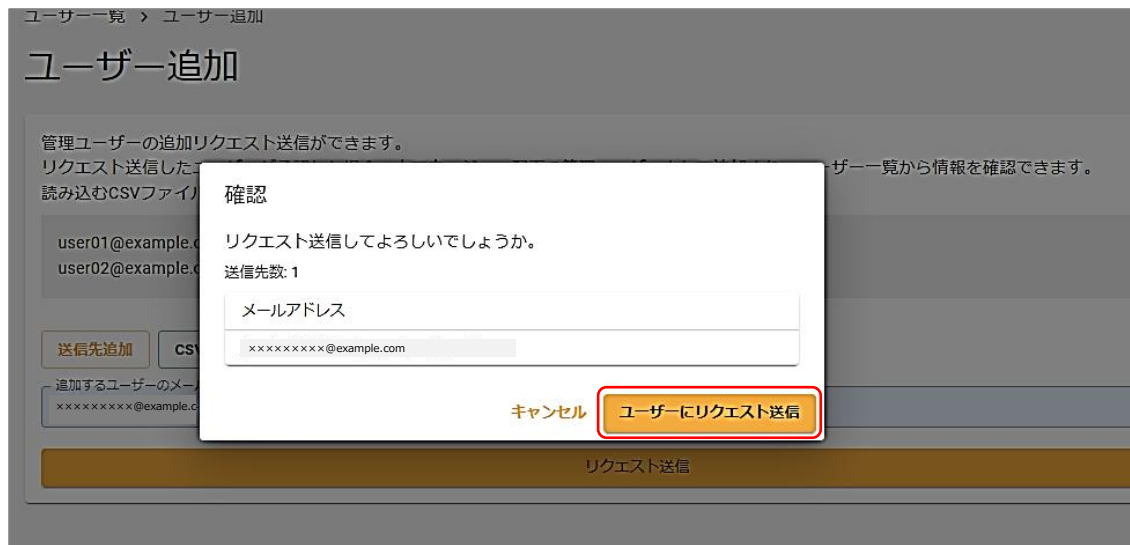 ユーザー一覧 > ユーザー追加
ユーザー追加
管理ユーザーの追加リクエスト送信ができます。
リクエスト送信した
ーザー一覧から情報を確認できます。
読み込むCSVファイル
user01@example.c
user02@example.c
確認
リクエスト送信してよろしいでしょうか。
送信先数: 1
メールアドレス
×××××××××@example.com
キャンセル
ユーザーにリクエスト送信
送信先追加
CSV
追加するユーザーのメー
×××××××××@example.c
リクエスト送信